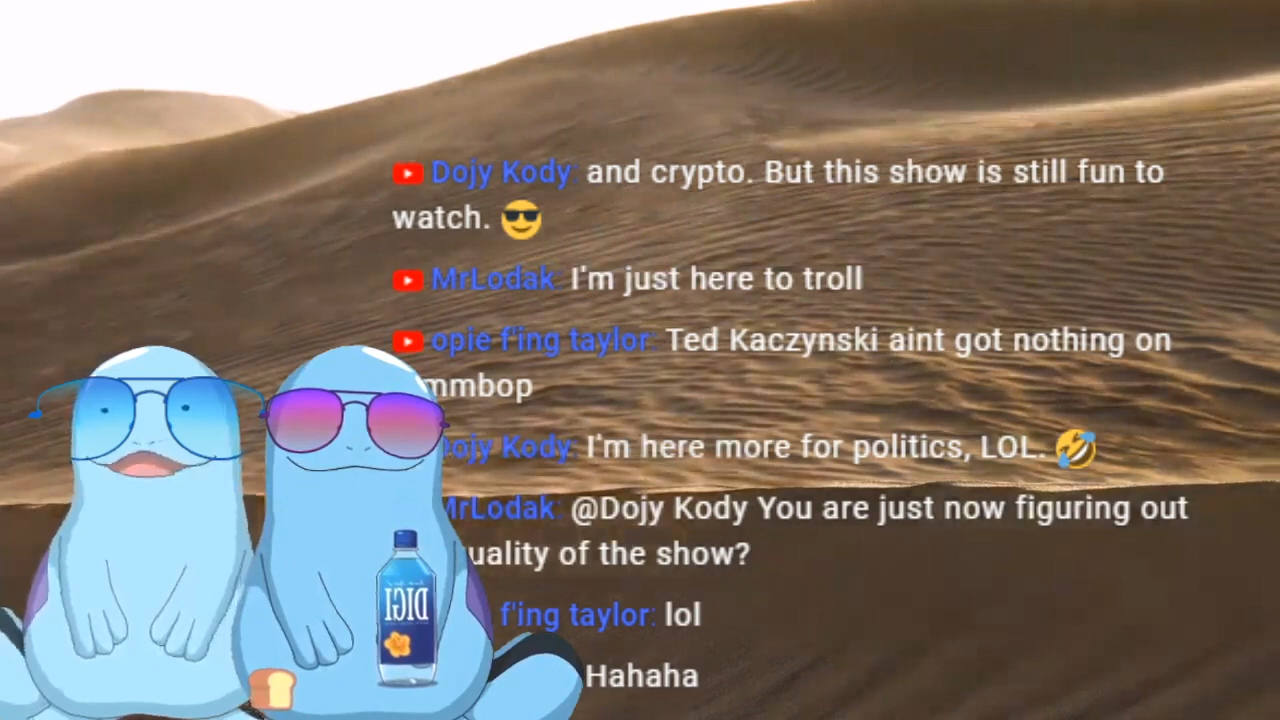 Dojy Kody: and crypto. But this show is still fun to
watch. 😎
MrLodak: I'm just here to troll
opie f'ing taylor: Ted Kaczynski aint got nothing on
mmbop
Dojy Kody: I'm here more for politics, LOL. 🤣
MrLodak: @Dojy Kody You are just now figuring out
uality of the show?
f'ing taylor: lol
Hahaha
DIGI